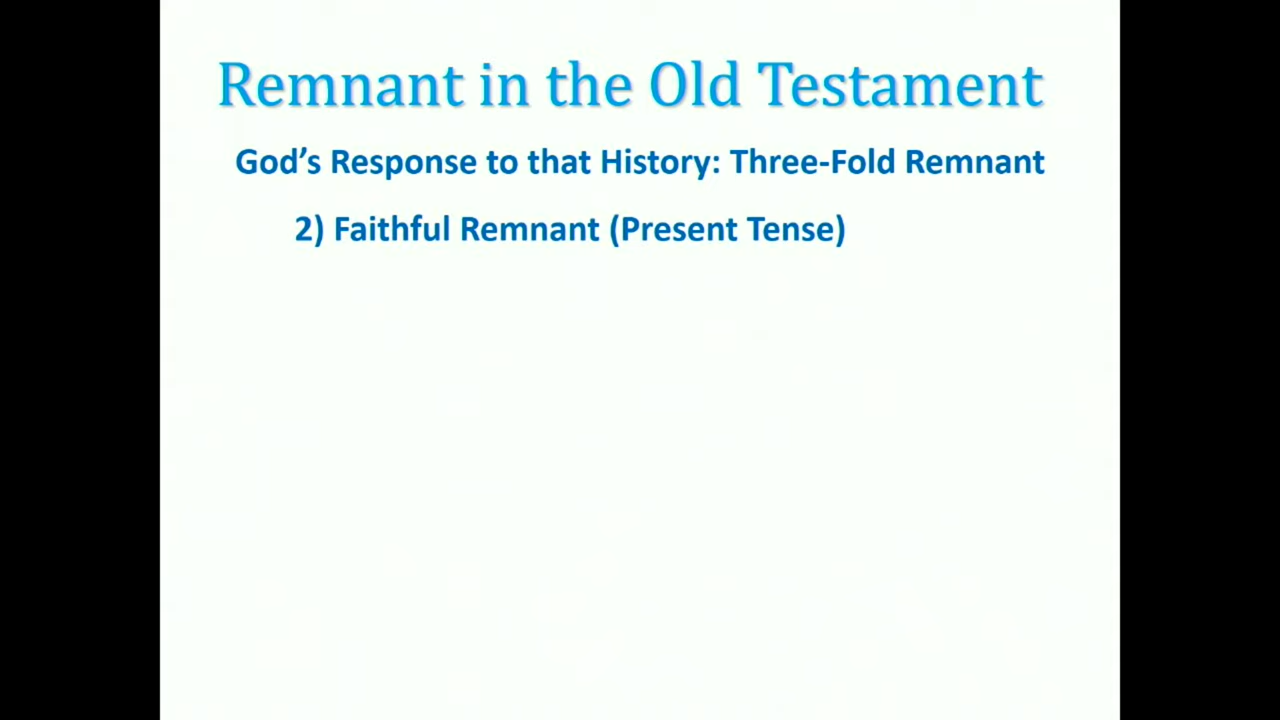 Remnant in the Old Testament
God’s Response to that History: Three-Fold Remnant
2) Faithful Remnant (Present Tense)